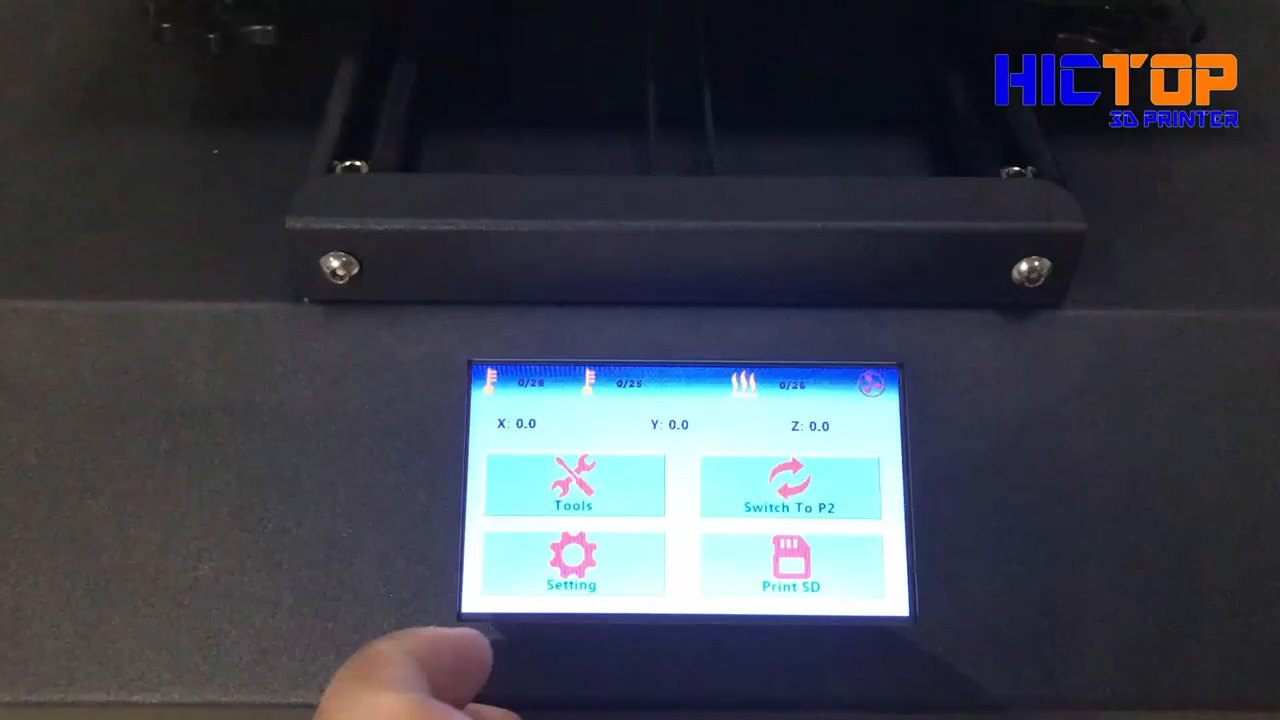 HICTOP
3D PRINTER
0/26 0/25 0/26
X: 0.0 Y: 0.0 Z: 0.0
Tools Switch To P2
Setting Print SD